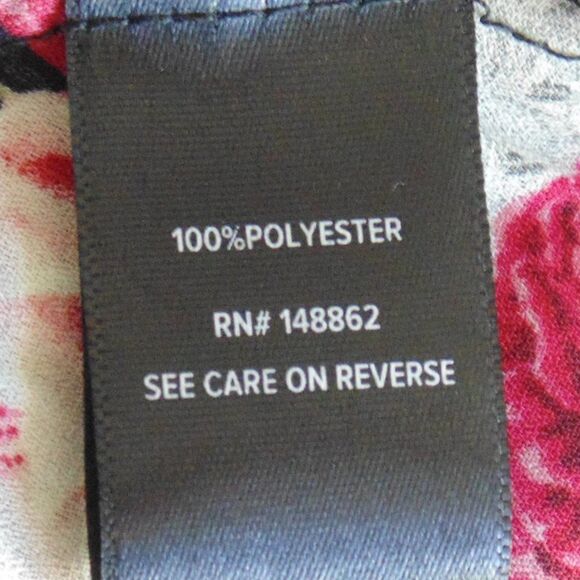 100%POLYESTER
RN# 148862
SEE CARE ON REVERSE